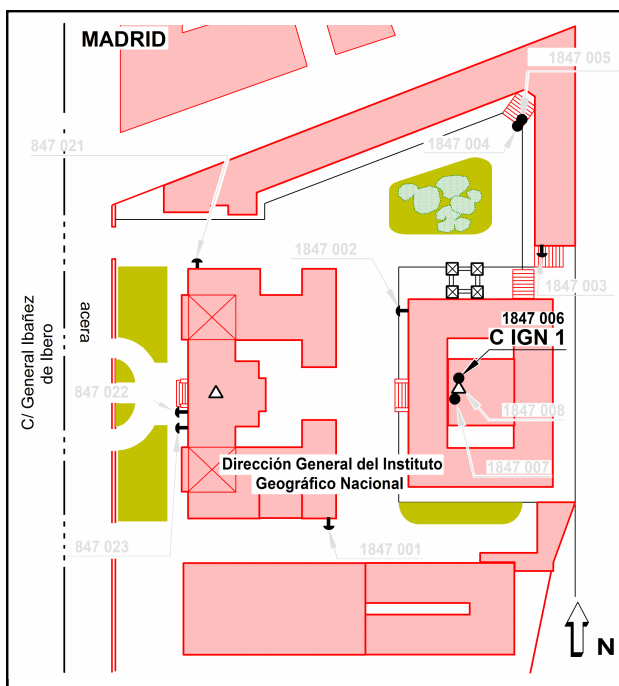 MADRID
1847 005
847 021
1847 004
1847 002
1847 003
1847 006
C IGN 1
C/ General Ibañez
de Ibero
acera
847 022
1847 008
Dirección General del Instituto
Geográfico Nacional
1847 007
847 023
1847 001
N